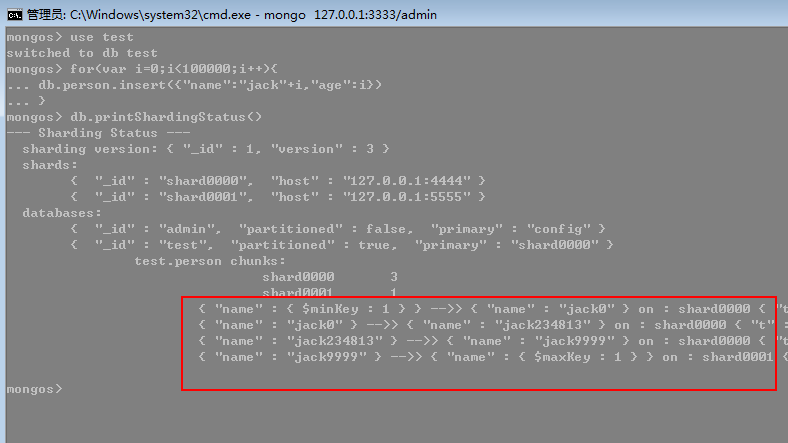 管理员: C:\Windows\system32\cmd.exe - mongo  127.0.0.1:3333/admin
mongos> use test
switched to db test
mongos> for(var i=0;i<100000;i++){
... db.person.insert({"name":"jack"+i,"age":i})
... }
mongos> db.printShardingStatus()
--- Sharding Status ---
  sharding version: { "_id" : 1, "version" : 3 }
  shards:
        {  "_id" : "shard0000",  "host" : "127.0.0.1:4444" }
        {  "_id" : "shard0001",  "host" : "127.0.0.1:5555" }
  databases:
        {  "_id" : "admin",  "partitioned" : false,  "primary" : "config" }
        {  "_id" : "test",  "partitioned" : true,  "primary" : "shard0000" }
                test.person chunks:
                                shard0000       3
                                shard0001       1
                        { "name" : { $minKey : 1 } } -->> { "name" : "jack0" } on : shard0000 { "t
                        { "name" : "jack0" } -->> { "name" : "jack234813" } on : shard0000 { "t" :
                        { "name" : "jack234813" } -->> { "name" : "jack9999" } on : shard0000 { "t
                        { "name" : "jack9999" } -->> { "name" : { $maxKey : 1 } } on : shard0001 {
mongos>